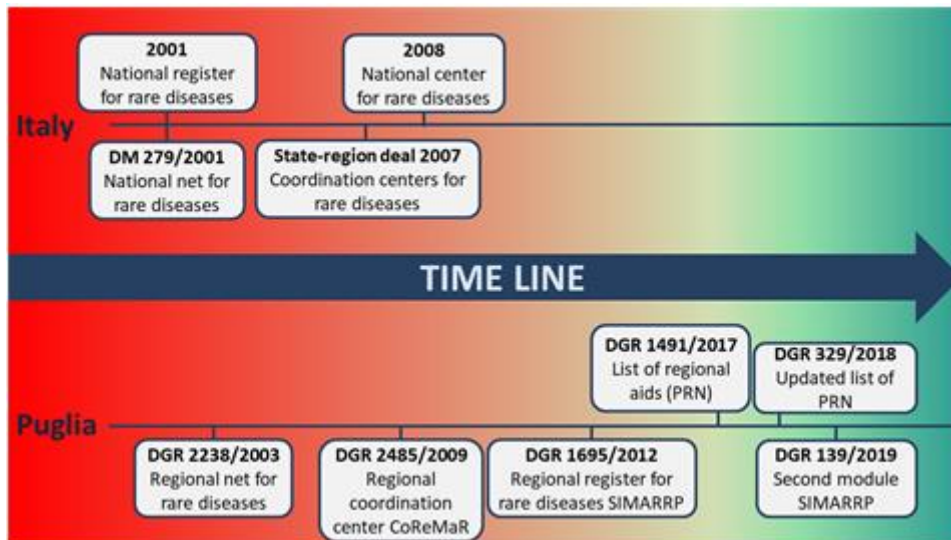 2001
National register
for rare diseases
2008
National center
for rare diseases
Italy
DM 279/2001
National net for
rare diseases
State-region deal 2007
Coordination centers for
rare diseases
TIME LINE
DGR 1491/2017
List of regional
aids (PRN)
DGR 329/2018
Updated list of
PRN
Puglia
DGR 2238/2003
Regional net for
rare diseases
DGR 2485/2009
Regional
coordination
center CoReMaR
DGR 1695/2012
Regional register for
rare diseases SIMARRP
DGR 139/2019
Second module
SIMARRP